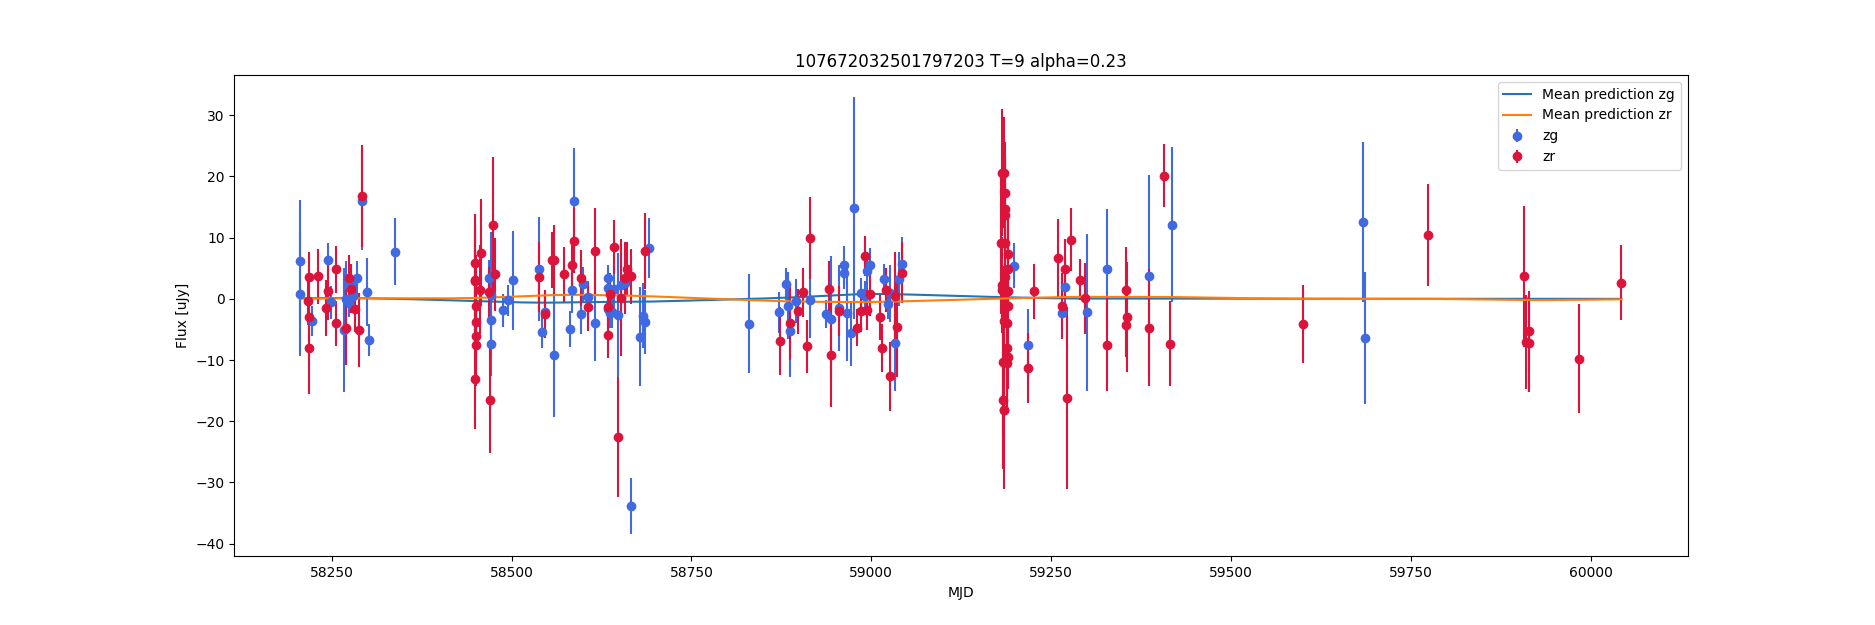 107672032501797203 T=9 alpha=0.23
Mean prediction zg
Mean prediction zr
zg
zr
Flux [uJy]
30
20
10
0
−10
−20
−30
−40
58250 58500 58750 59000 59250 59500 59750 60000
MJD